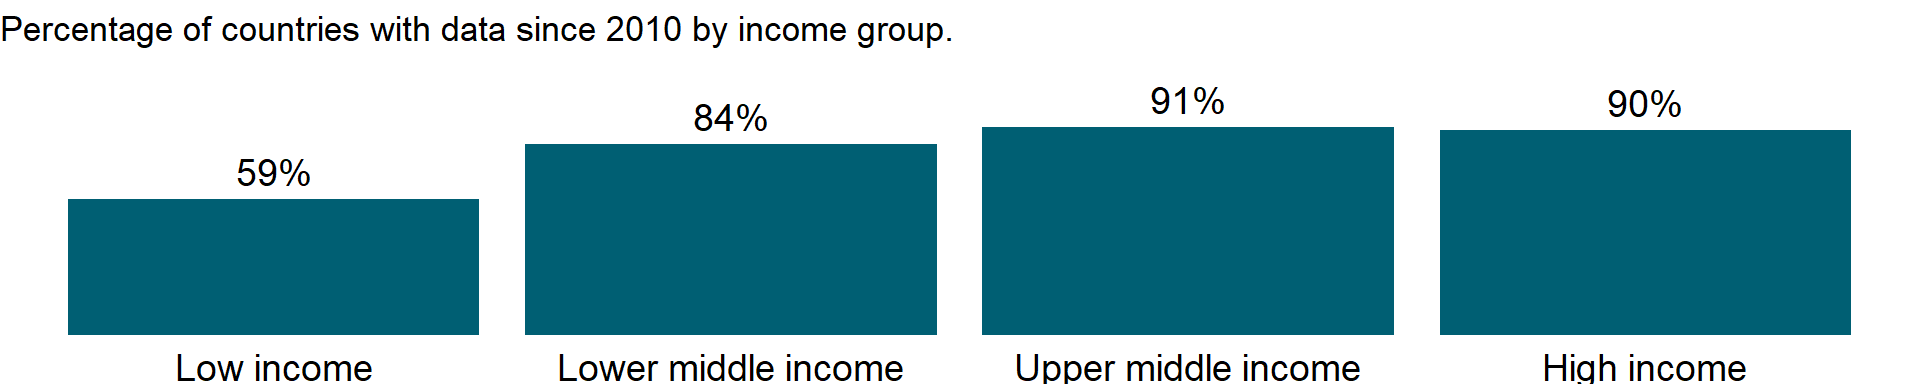 Percentage of countries with data since 2010 by income group.
59%
84%
91%
90%
Low income
Lower middle income
Upper middle income
High income